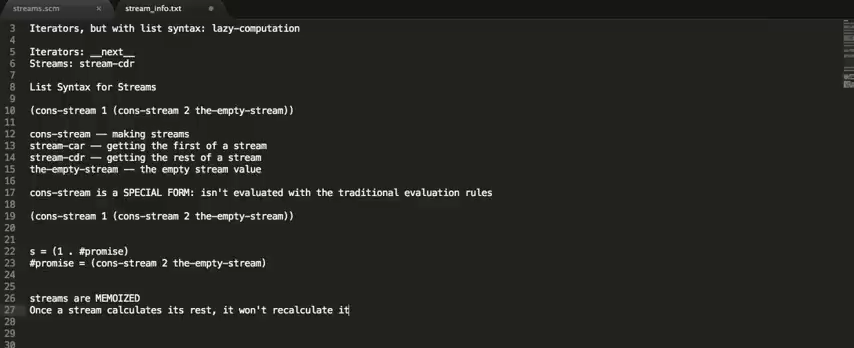 streams.scm × stream_info.txt
3 Iterators, but with list syntax: lazy-computation
4
5 Iterators: __next__
6 Streams: stream-cdr
7
8 List Syntax for Streams
9
10 (cons-stream 1 (cons-stream 2 the-empty-stream))
11
12 cons-stream -- making streams
13 stream-car -- getting the first of a stream
14 stream-cdr -- getting the rest of a stream
15 the-empty-stream -- the empty stream value
16
17 cons-stream is a SPECIAL FORM: isn't evaluated with the traditional evaluation rules
18
19 (cons-stream 1 (cons-stream 2 the-empty-stream))
20
21
22 s = (1 . #promise)
23 #promise = (cons-stream 2 the-empty-stream)
24
25
26 streams are MEMOIZED
27 Once a stream calculates its rest, it won't recalculate it
28
29
30